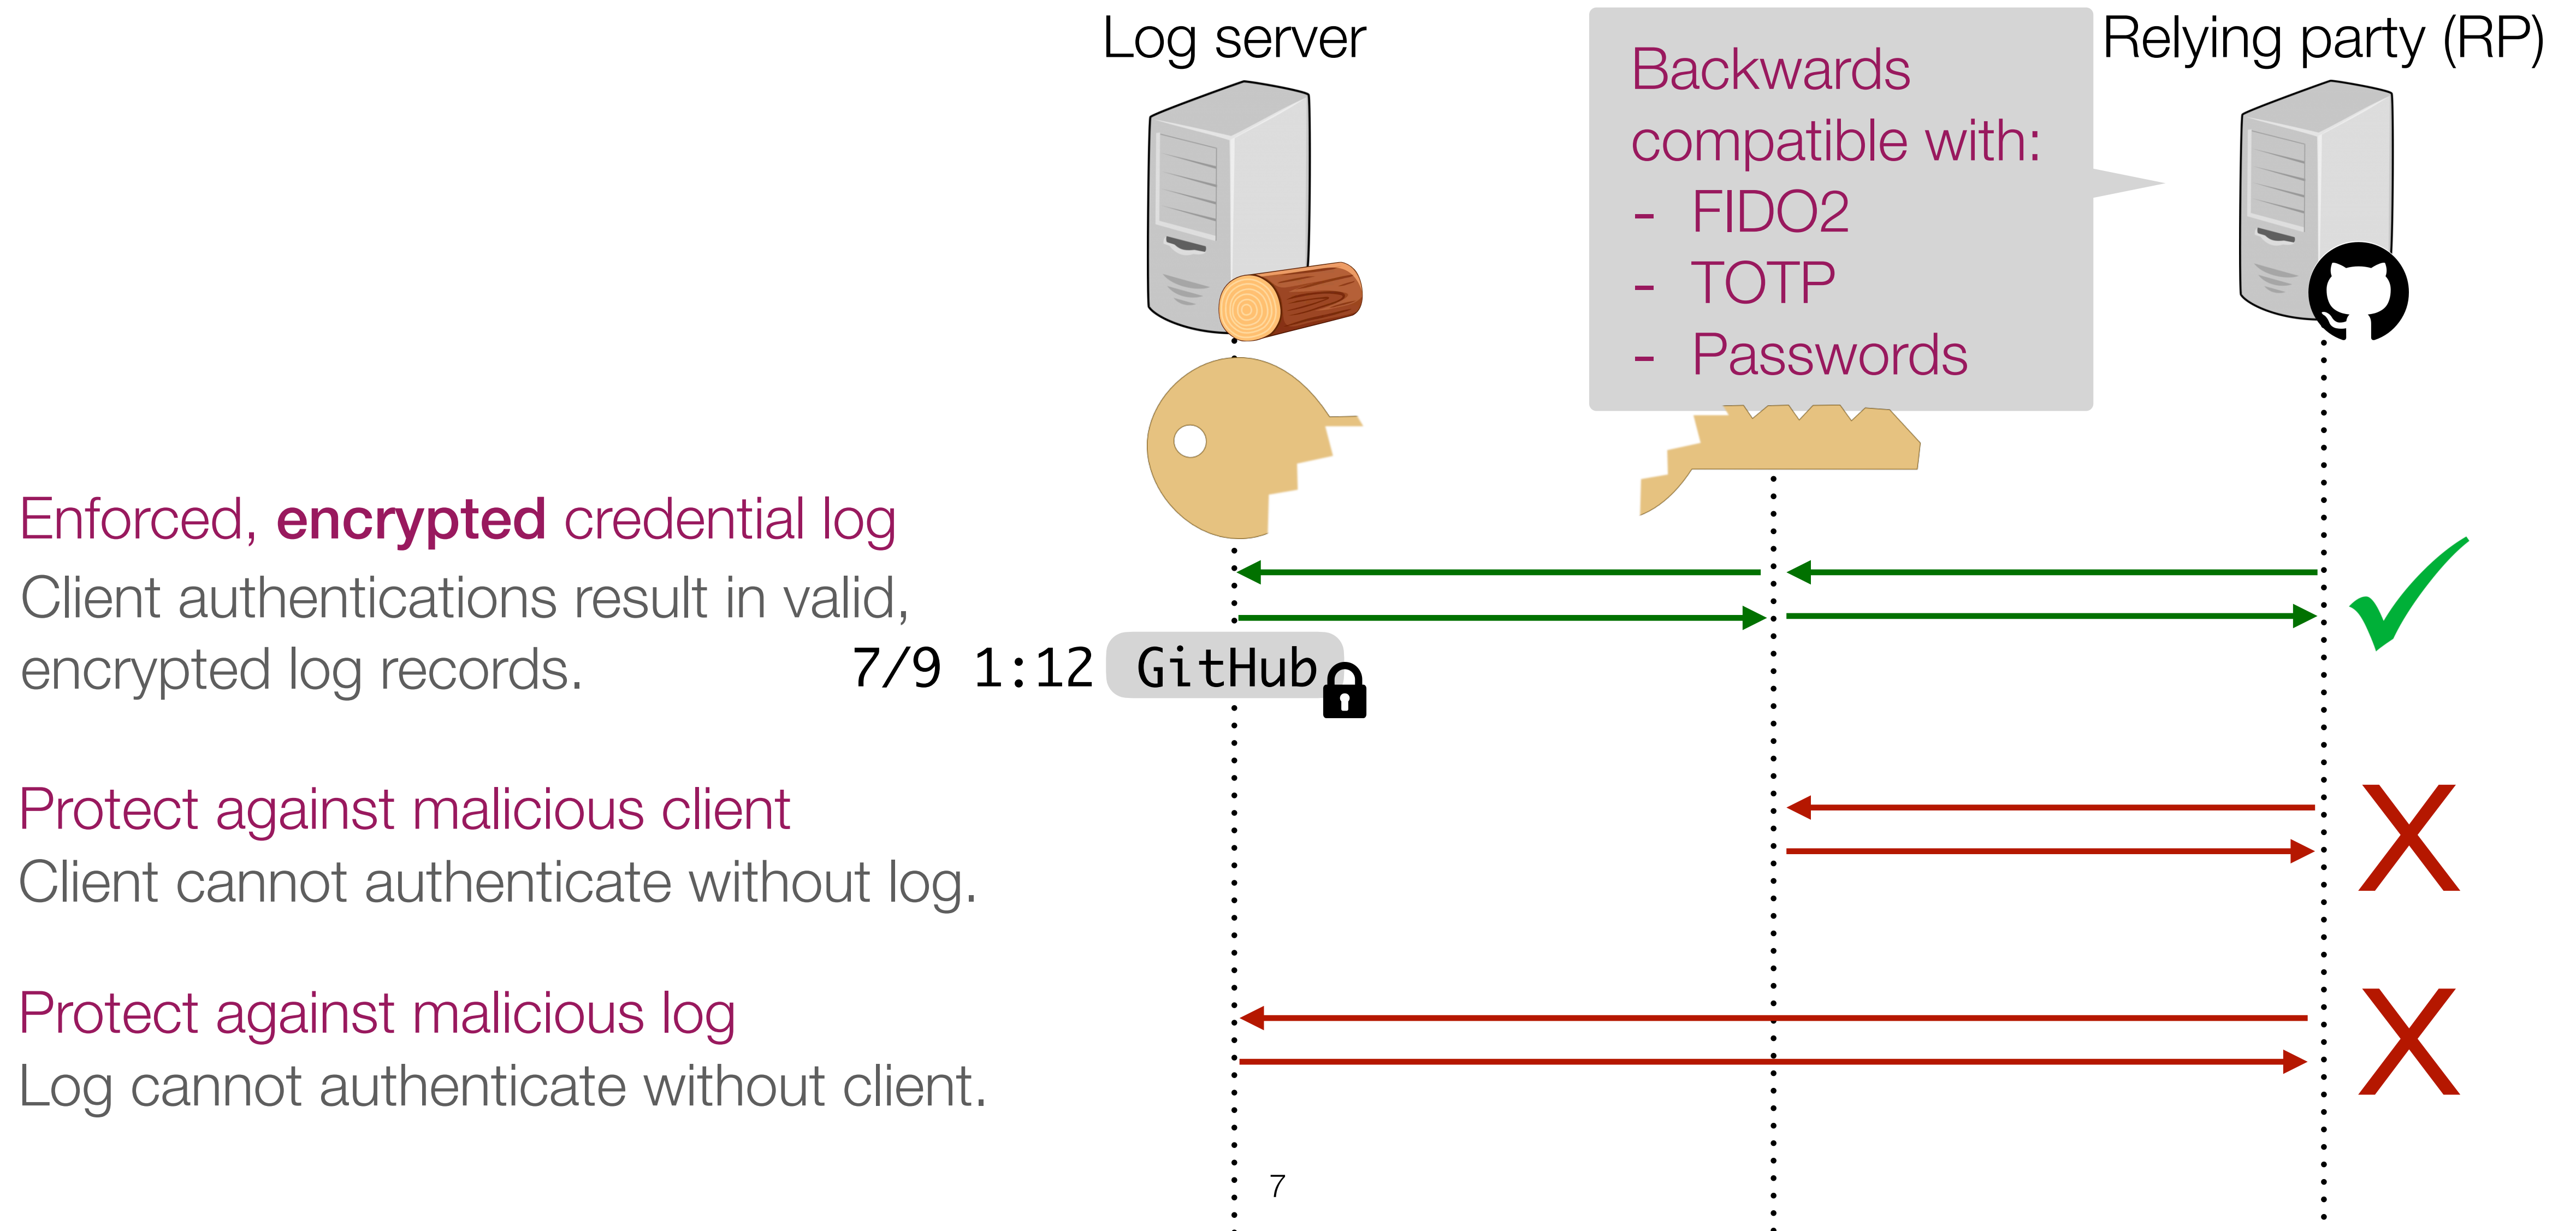 Log server
Relying party (RP)
Backwards
compatible with:
- FIDO2
- TOTP
- Passwords
Enforced, encrypted credential log
Client authentications result in valid,
encrypted log records.
7/9 1:12 GitHub
Protect against malicious client
Client cannot authenticate without log.
X
Protect against malicious log
Log cannot authenticate without client.
X
7